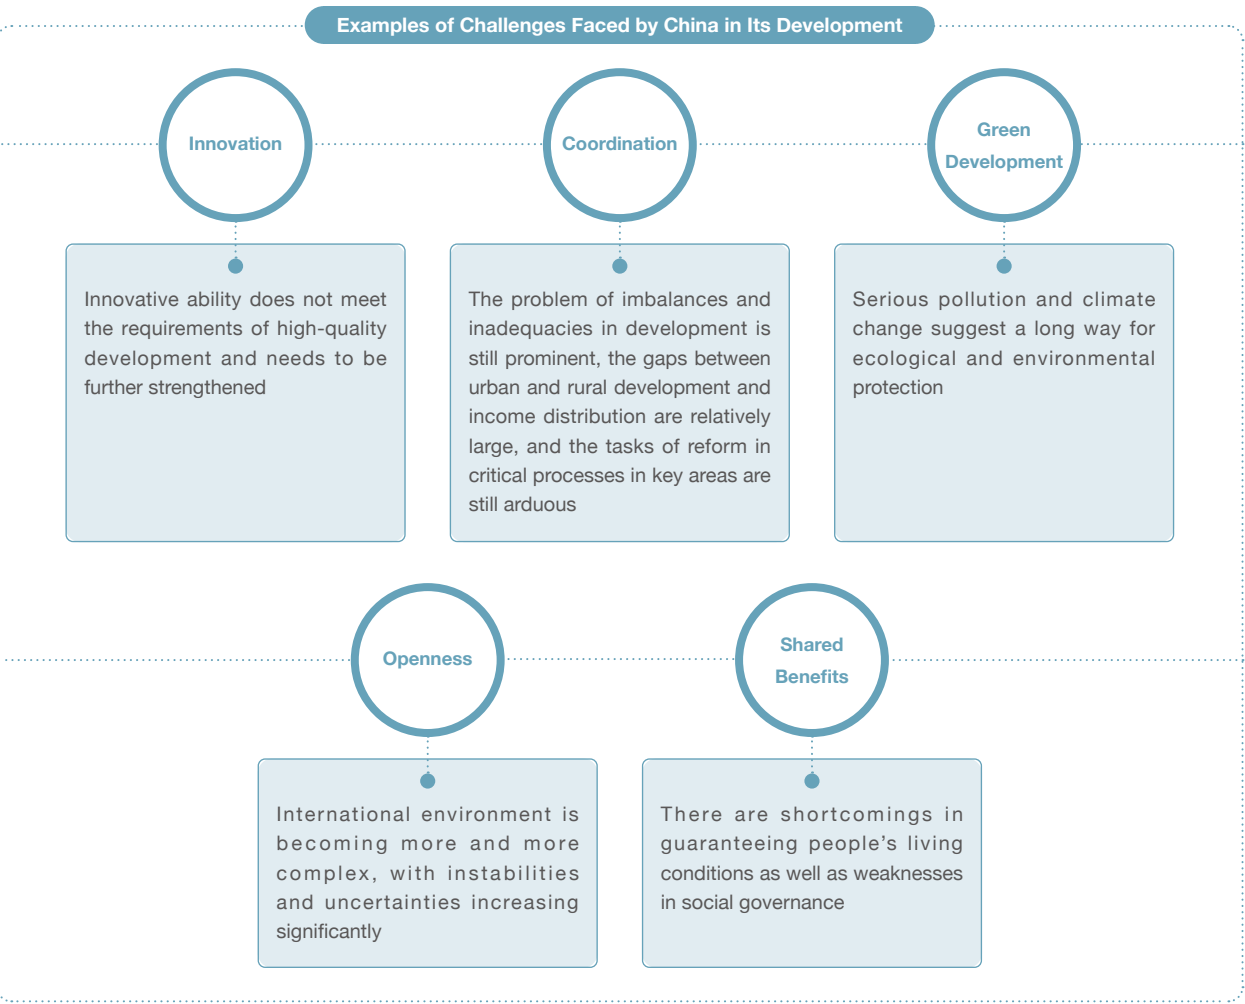 Examples of Challenges Faced by China in Its Development
Innovation
Innovative ability does not meet
the requirements of high-quality
development and needs to be
further strengthened
Coordination
The problem of imbalances and
inadequacies in development is
still prominent, the gaps between
urban and rural development and
income distribution are relatively
large, and the tasks of reform in
critical processes in key areas are
still arduous
Green
Development
Serious pollution and climate
change suggest a long way for
ecological and environmental
protection
Openness
International environment is
becoming more and more
complex, with instabilities
and uncertainties increasing
significantly
Shared
Benefits
There are shortcomings in
guaranteeing people’s living
conditions as well as weaknesses
in social governance